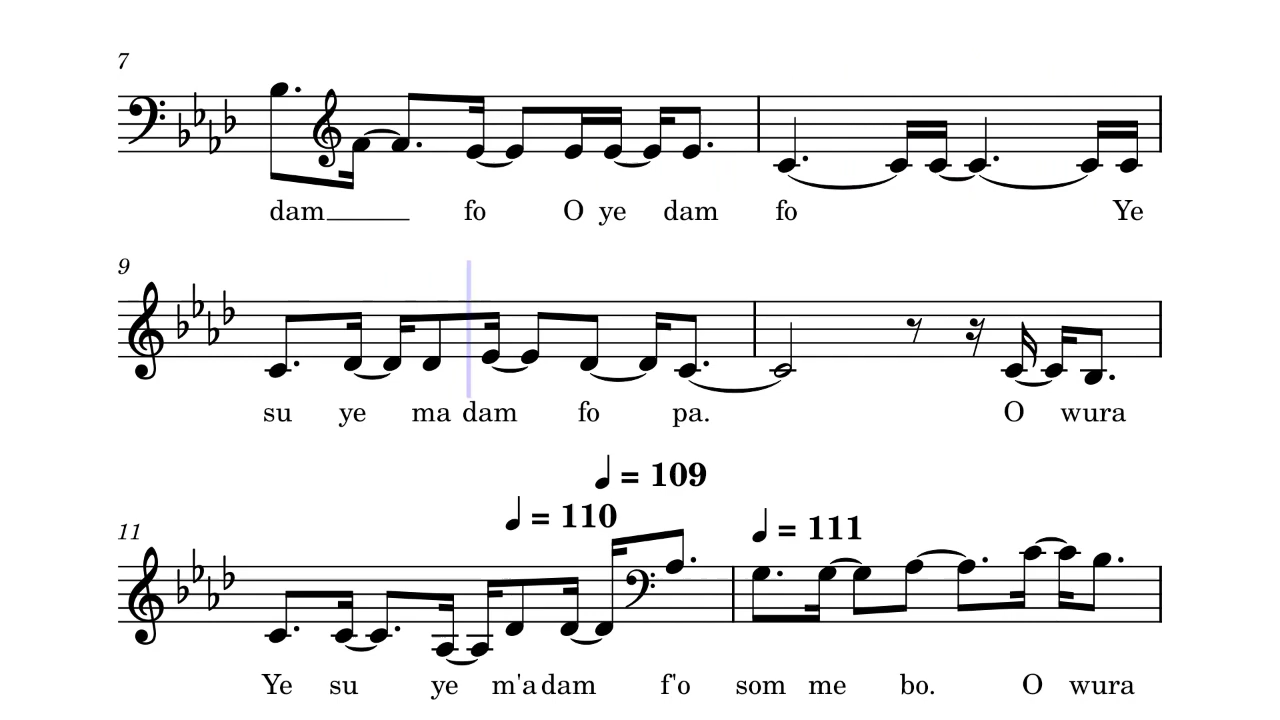 7
dam fo O ye dam fo Ye
9
su ye ma dam fo pa. O wura
= 109
= 110
= 111
11
Ye su ye m'a dam f'o som me bo. O wura